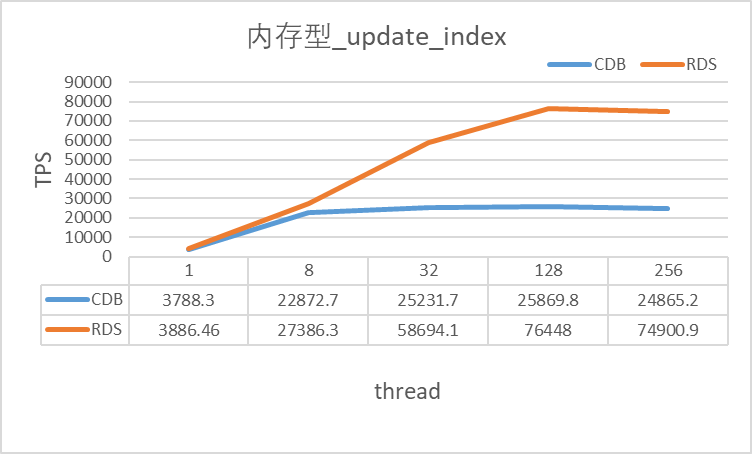 内存型_update_index
CDB RDS
90000
80000
70000
60000
50000
40000
30000
20000
10000
0
TPS
1 8 32 128 256
CDB 3788.3 22872.7 25231.7 25869.8 24865.2
RDS 3886.46 27386.3 58694.1 76448 74900.9
thread